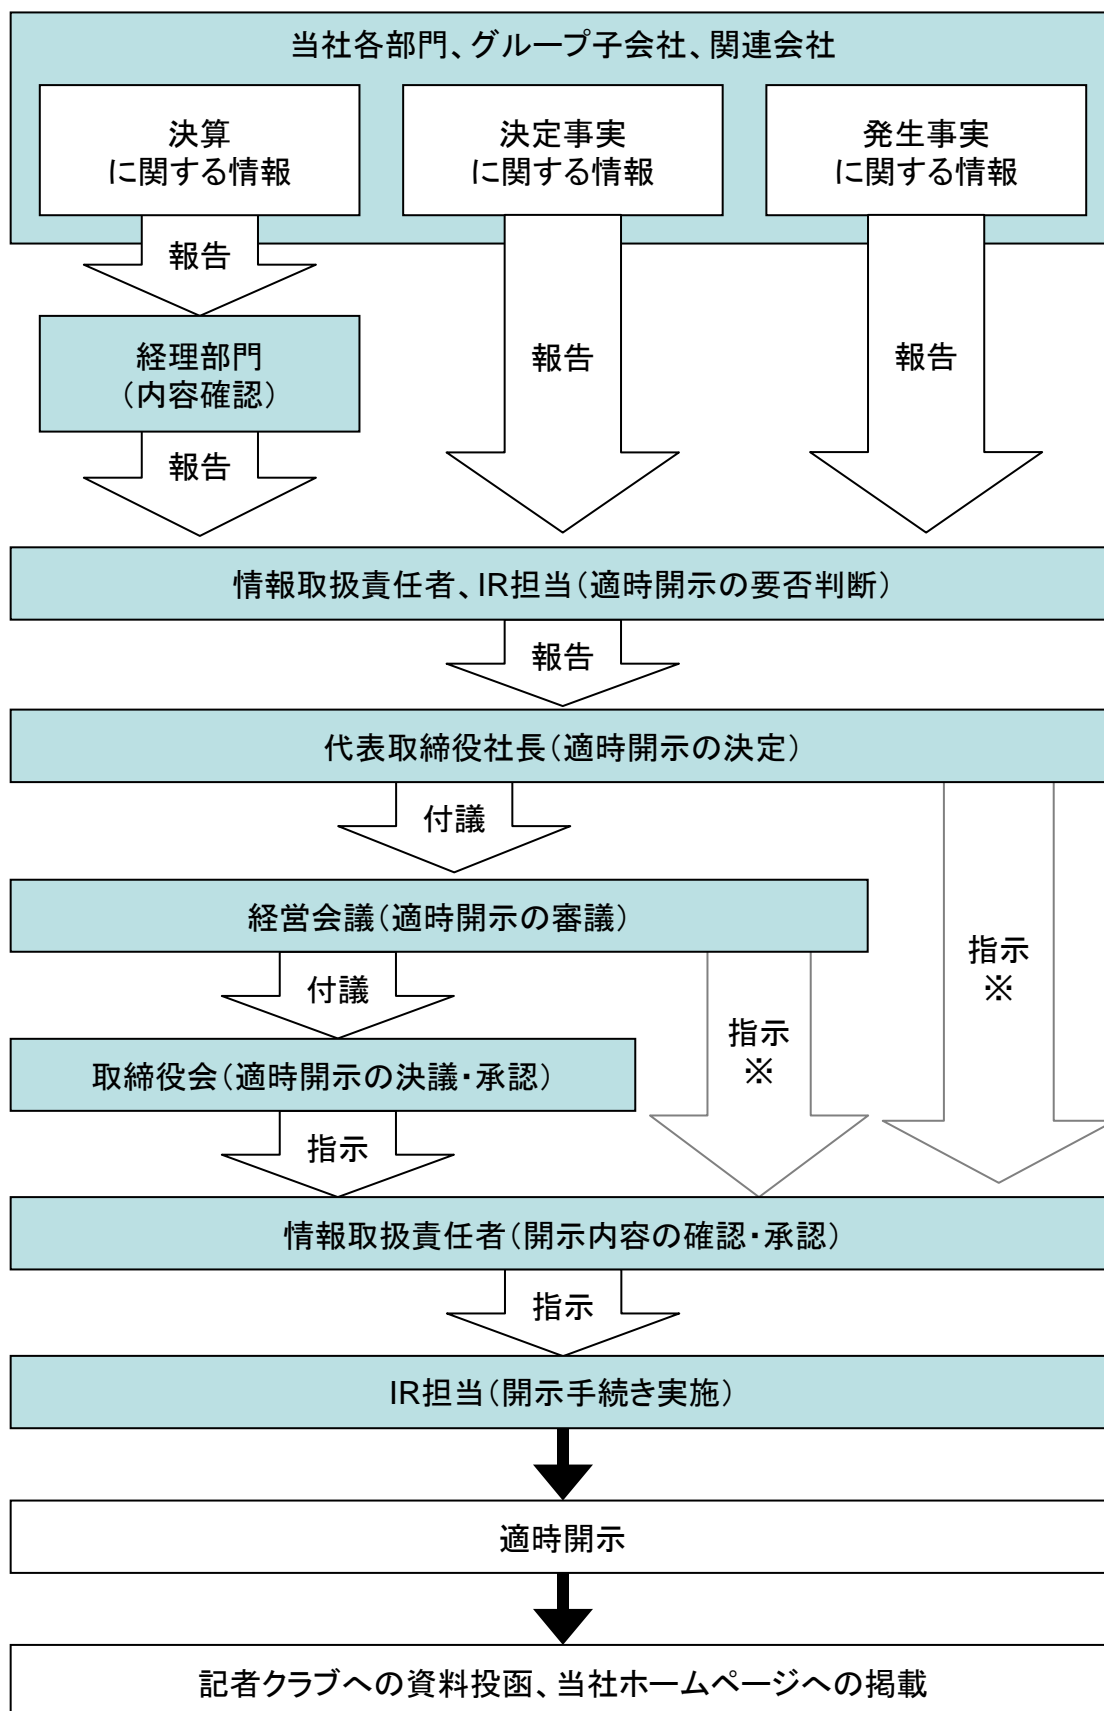 当社各部門、グループ子会社、関連会社
決算
に関する情報
決定事実
に関する情報
発生事実
に関する情報
報告
報告
報告
経理部門
（内容確認）
報告
情報取扱責任者、IR担当（適時開示の要否判断）
報告
代表取締役社長（適時開示の決定）
付議
経営会議（適時開示の審議）
指示
※
付議
指示
※
取締役会（適時開示の決議・承認）
指示
情報取扱責任者（開示内容の確認・承認）
指示
IR担当（開示手続き実施）
適時開示
記者クラブへの資料投函、当社ホームページへの掲載